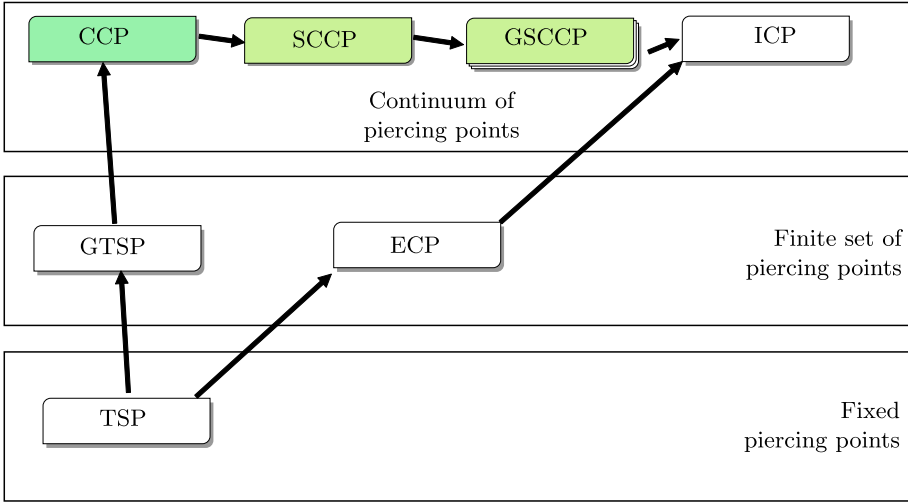 CCP
SCCP
GSCCP
ICP
Continuum of
piercing points
GTSP
ECP
Finite set of
piercing points
TSP
Fixed
piercing points